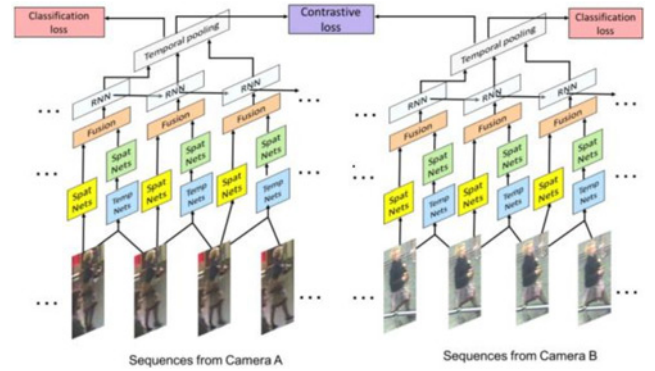 Classification
loss
Contrastive
loss
Classification
loss
Temporal pooling
Temporal pooling
RNN
RNN
RNN
RNN
RNN
RNN
Fusion
Fusion
Fusion
Fusion
Fusion
Fusion
Spat
Nets
Spat
Nets
Spat
Nets
Spat
Nets
Spat
Nets
Spat
Nets
Spat
Nets
Temp
Nets
Spat
Nets
Temp
Nets
Spat
Nets
Temp
Nets
Spat
Nets
Temp
Nets
Spat
Nets
Temp
Nets
Spat
Nets
Temp
Nets
Sequences from Camera A
Sequences from Camera B